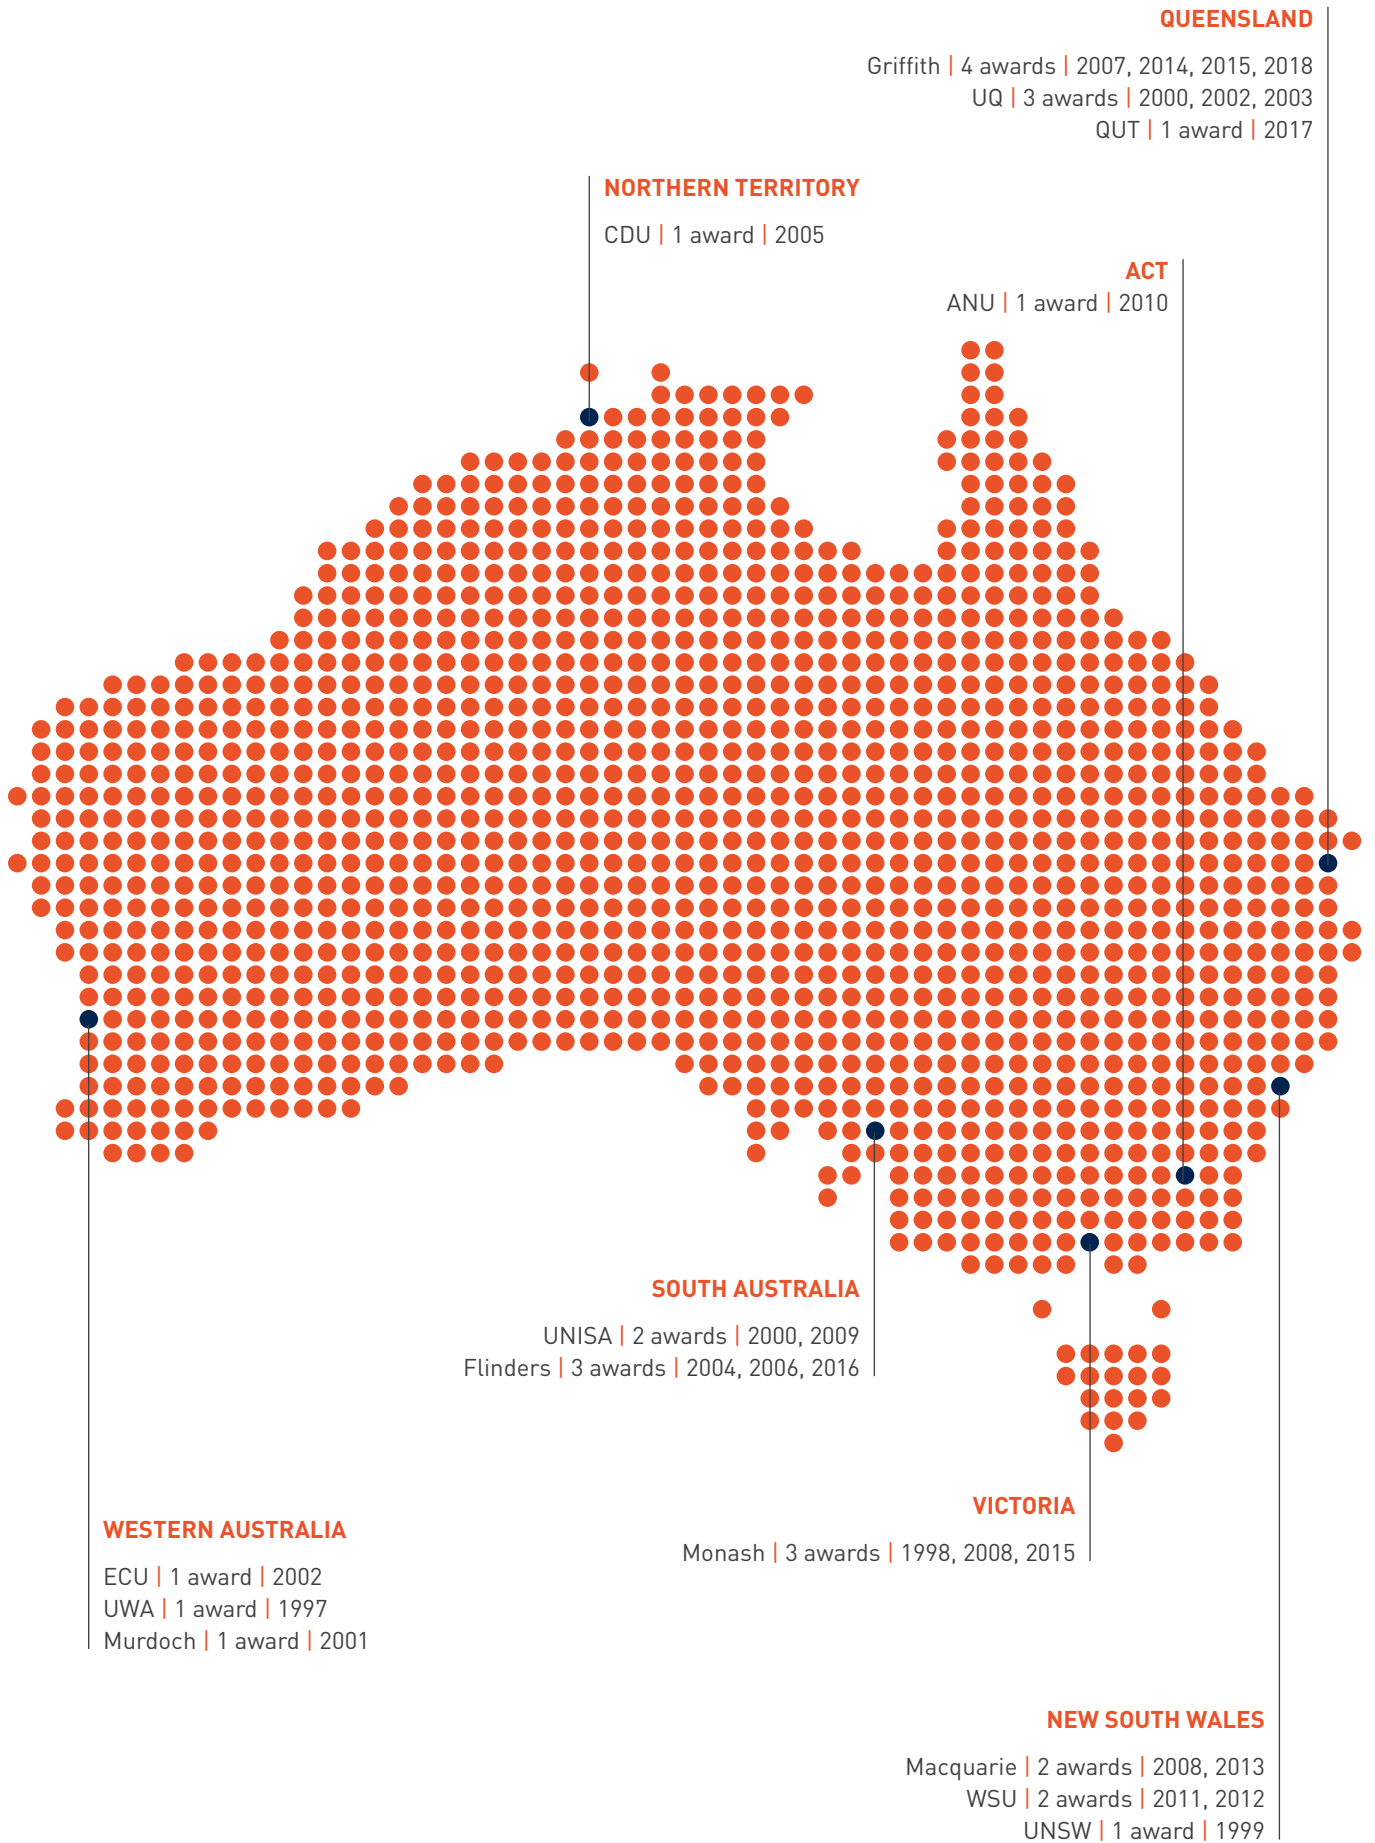 QUEENSLAND
Griffith | 4 awards | 2007, 2014, 2015, 2018
UQ | 3 awards | 2000, 2002, 2003
QUT | 1 award | 2017
NORTHERN TERRITORY
CDU | 1 award | 2005
ACT
ANU | 1 award | 2010
SOUTH AUSTRALIA
UNISA | 2 awards | 2000, 2009
Flinders | 3 awards | 2004, 2006, 2016
VICTORIA
Monash | 3 awards | 1998, 2008, 2015
WESTERN AUSTRALIA
ECU | 1 award | 2002
UWA | 1 award | 1997
Murdoch | 1 award | 2001
NEW SOUTH WALES
Macquarie | 2 awards | 2008, 2013
WSU | 2 awards | 2011, 2012
UNSW | 1 award | 1999